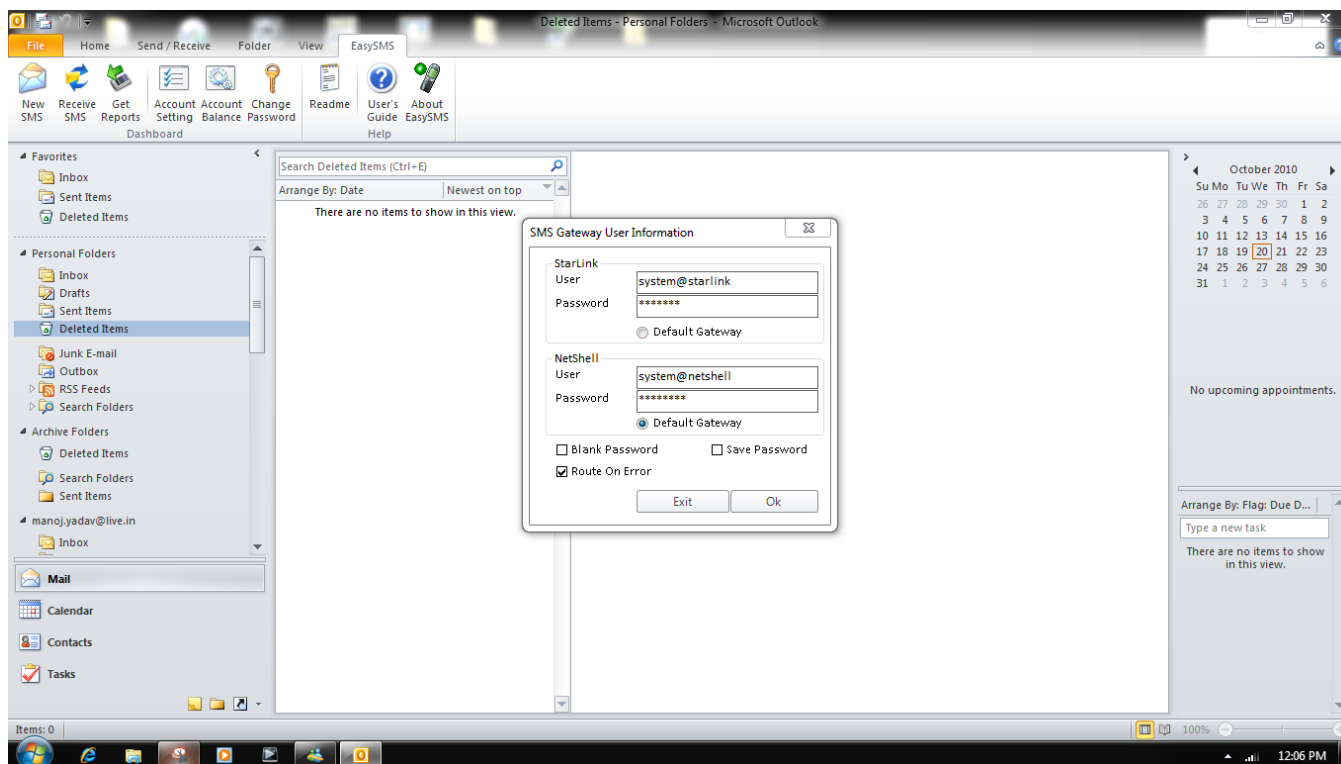 Deleted Items - Personal Folders - Microsoft Outlook
File Home Send / Receive Folder View EasySMS
New SMS Receive SMS Get Reports Account Setting Account Balance Change Password Readme User's Guide About EasySMS
Dashboard Help
Favorites
Inbox
Sent Items
Deleted Items
Personal Folders
Inbox
Drafts
Sent Items
Deleted Items
Junk E-mail
Outbox
RSS Feeds
Search Folders
Archive Folders
Deleted Items
Search Folders
Sent Items
manoj.yadav@live.in
Inbox
Mail
Calendar
Contacts
Tasks
Search Deleted Items (Ctrl+E)
Arrange By: Date Newest on top
There are no items to show in this view.
SMS Gateway User Information
StarLink
User system@starlink
Password *******
Default Gateway
NetShell
User system@netshell
Password ********
Default Gateway
Blank Password Save Password
Route On Error
Exit Ok
October 2010
Su Mo Tu We Th Fr Sa
26 27 28 29 30 1 2
3 4 5 6 7 8 9
10 11 12 13 14 15 16
17 18 19 20 21 22 23
24 25 26 27 28 29 30
31 1 2 3 4 5 6
No upcoming appointments.
Arrange By: Flag: Due D...
Type a new task
There are no items to show
in this view.
Items: 0 100%
12:06 PM